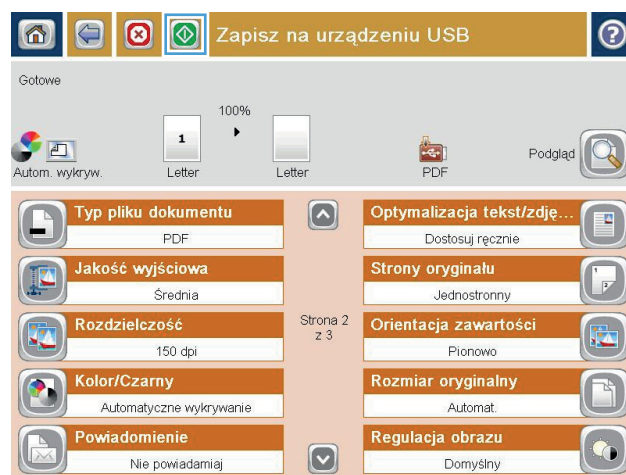 Zapisz na urządzeniu USB
?
Gotowe
100%
1
Autom. wykryw.
Letter
Letter
PDF
Podgląd
Typ pliku dokumentu
PDF
Optymalizacja tekst/zdję...
Dostosuj ręcznie
Jakość wyjściowa
Średnia
Strony oryginału
Jednostronny
1
2
Rozdzielczość
150 dpi
Strona 2
z 3
Orientacja zawartości
Pionowo
Kolor/Czarny
Automatyczne wykrywanie
Rozmiar oryginalny
Automat.
Powiadomienie
Nie powiadamiaj
Regulacja obrazu
Domyślny